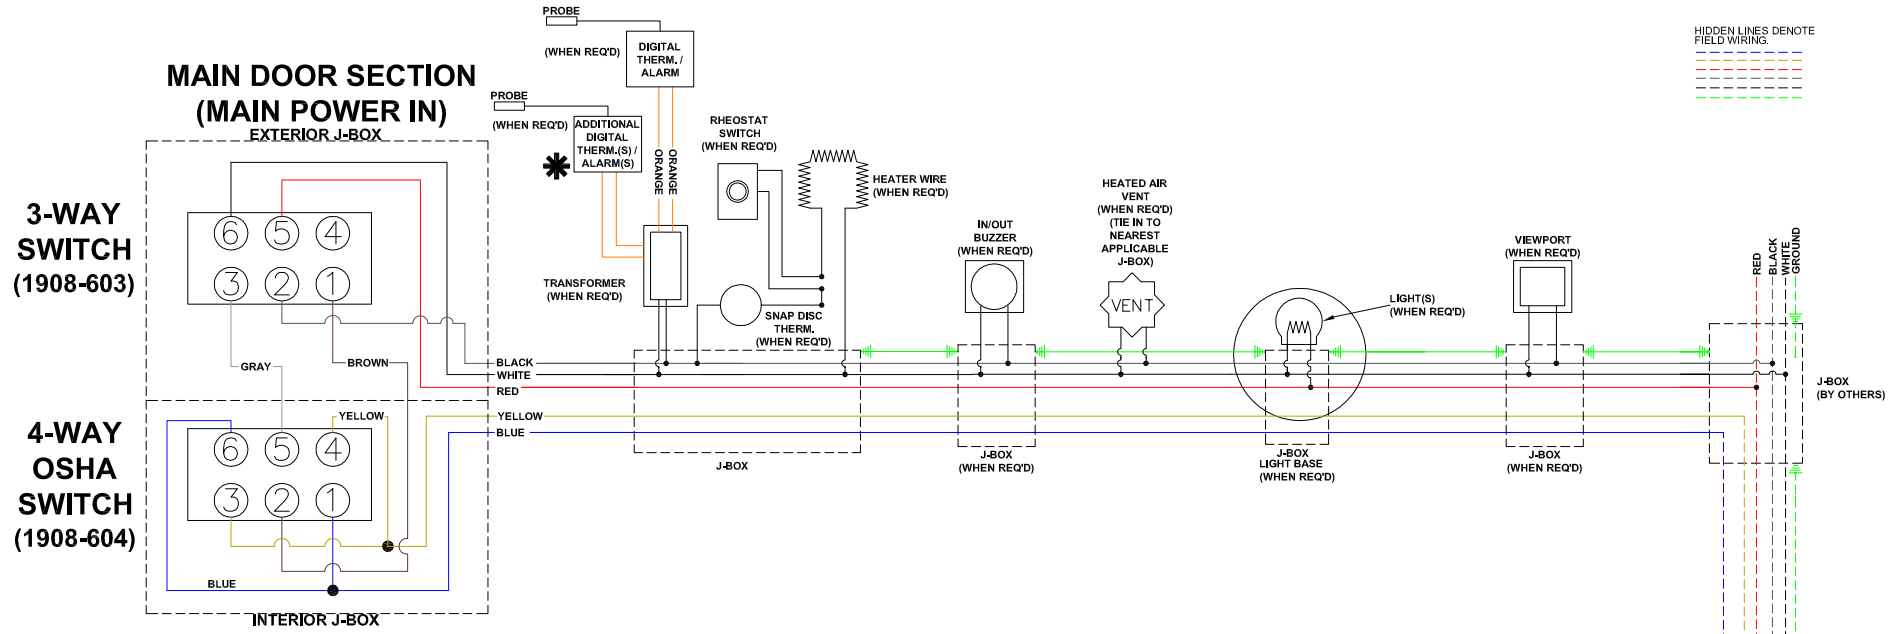 PROBE
(WHEN REQ'D)
DIGITAL
THERM. /
ALARM
HIDDEN LINES DENOTE
FIELD WIRING.
MAIN DOOR SECTION
(MAIN POWER IN)
EXTERIOR J-BOX
PROBE
(WHEN REQ'D)
ADDITIONAL
DIGITAL
THERM.(S) /
ALARM(S)
ORANGE
ORANGE
RHEOSTAT
SWITCH
(WHEN REQ'D)
HEATER WIRE
(WHEN REQ'D)
3-WAY
SWITCH
(1908-603)
6 5 4
3 2 1
TRANSFORMER
(WHEN REQ'D)
SNAP DISC
THERM.
(WHEN REQ'D)
IN/OUT
BUZZER
(WHEN REQ'D)
HEATED AIR
VENT
(WHEN REQ'D)
(TIE IN TO
NEAREST
APPLICABLE
J-BOX)
VENT
LIGHT(S)
(WHEN REQ'D)
VIEWPORT
(WHEN REQ'D)
RED
BLACK
WHITE
GROUND
GRAY
BROWN
BLACK
WHITE
RED
YELLOW
YELLOW
BLUE
J-BOX
(BY OTHERS)
4-WAY
OSHA
SWITCH
(1908-604)
6 5 4
3 2 1
BLUE
INTERIOR J-BOX
J-BOX
J-BOX
(WHEN REQ'D)
J-BOX
LIGHT BASE
(WHEN REQ'D)
J-BOX
(WHEN REQ'D)